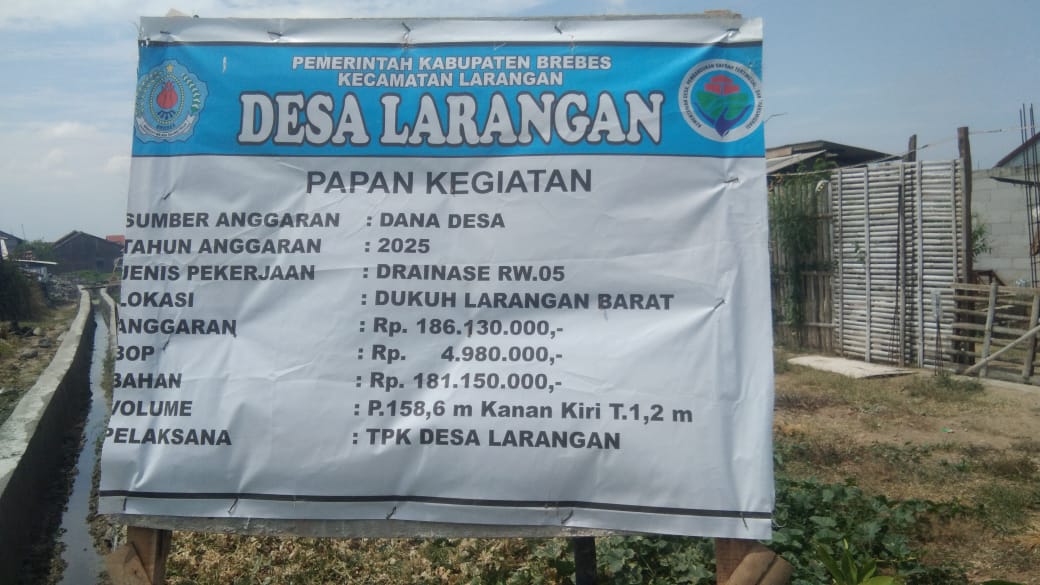 PEMERINTAH KABUPATEN BREBES
KECAMATAN LARANGAN
DESA LARANGAN
PAPAN KEGIATAN
SUMBER ANGGARAN : DANA DESA
TAHUN ANGGARAN : 2025
JENIS PEKERJAAN : DRAINASE RW.05
LOKASI : DUKUH LARANGAN BARAT
ANGGARAN : Rp. 186.130.000,-
BOP : Rp. 4.980.000,-
BAHAN : Rp. 181.150.000,-
VOLUME : P.158,6 m Kanan Kiri T.1,2 m
PELAKSANA : TPK DESA LARANGAN